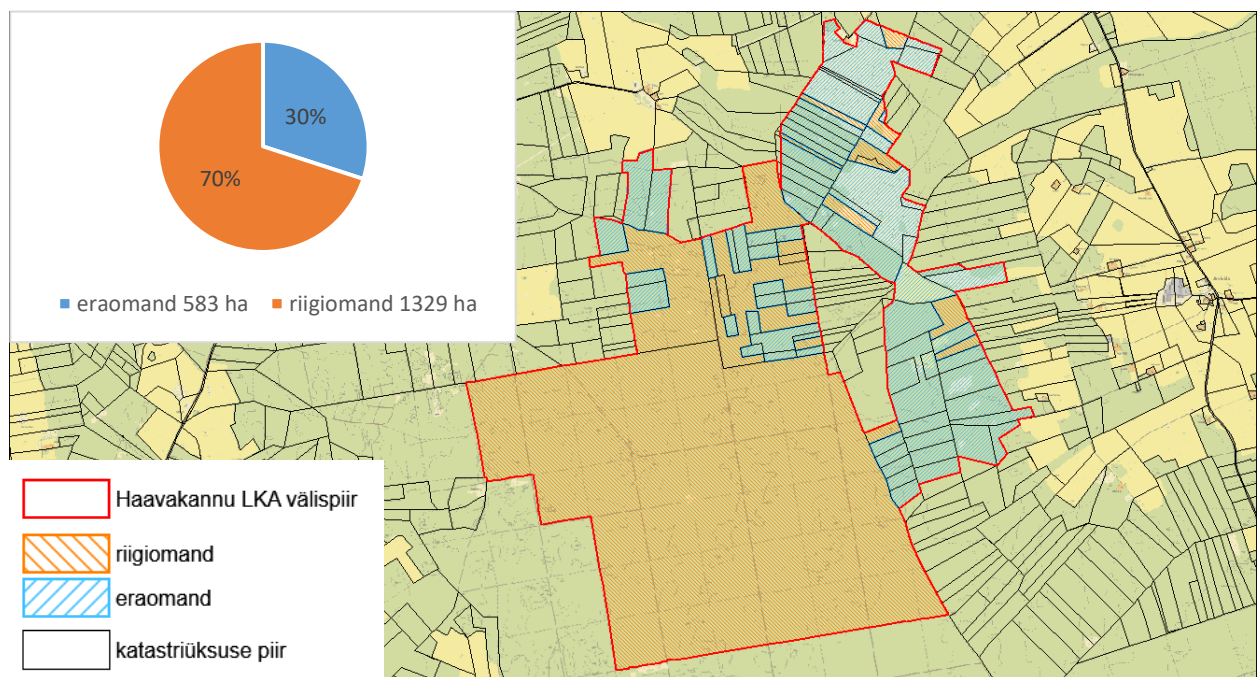 30%
70%
eraomand 583 ha riigiomand 1329 ha
Haavakannu LKA välispiir
riigiomand
eraomand
katastriüksuse piir